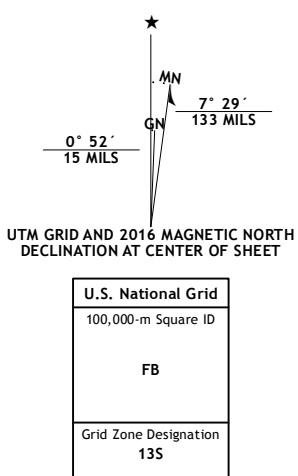 ★
MN
GN
7° 29´
133 MILS
0° 52´
15 MILS
UTM GRID AND 2016 MAGNETIC NORTH
DECLINATION AT CENTER OF SHEET
U.S. National Grid
100,000-m Square ID
FB
Grid Zone Designation
13S